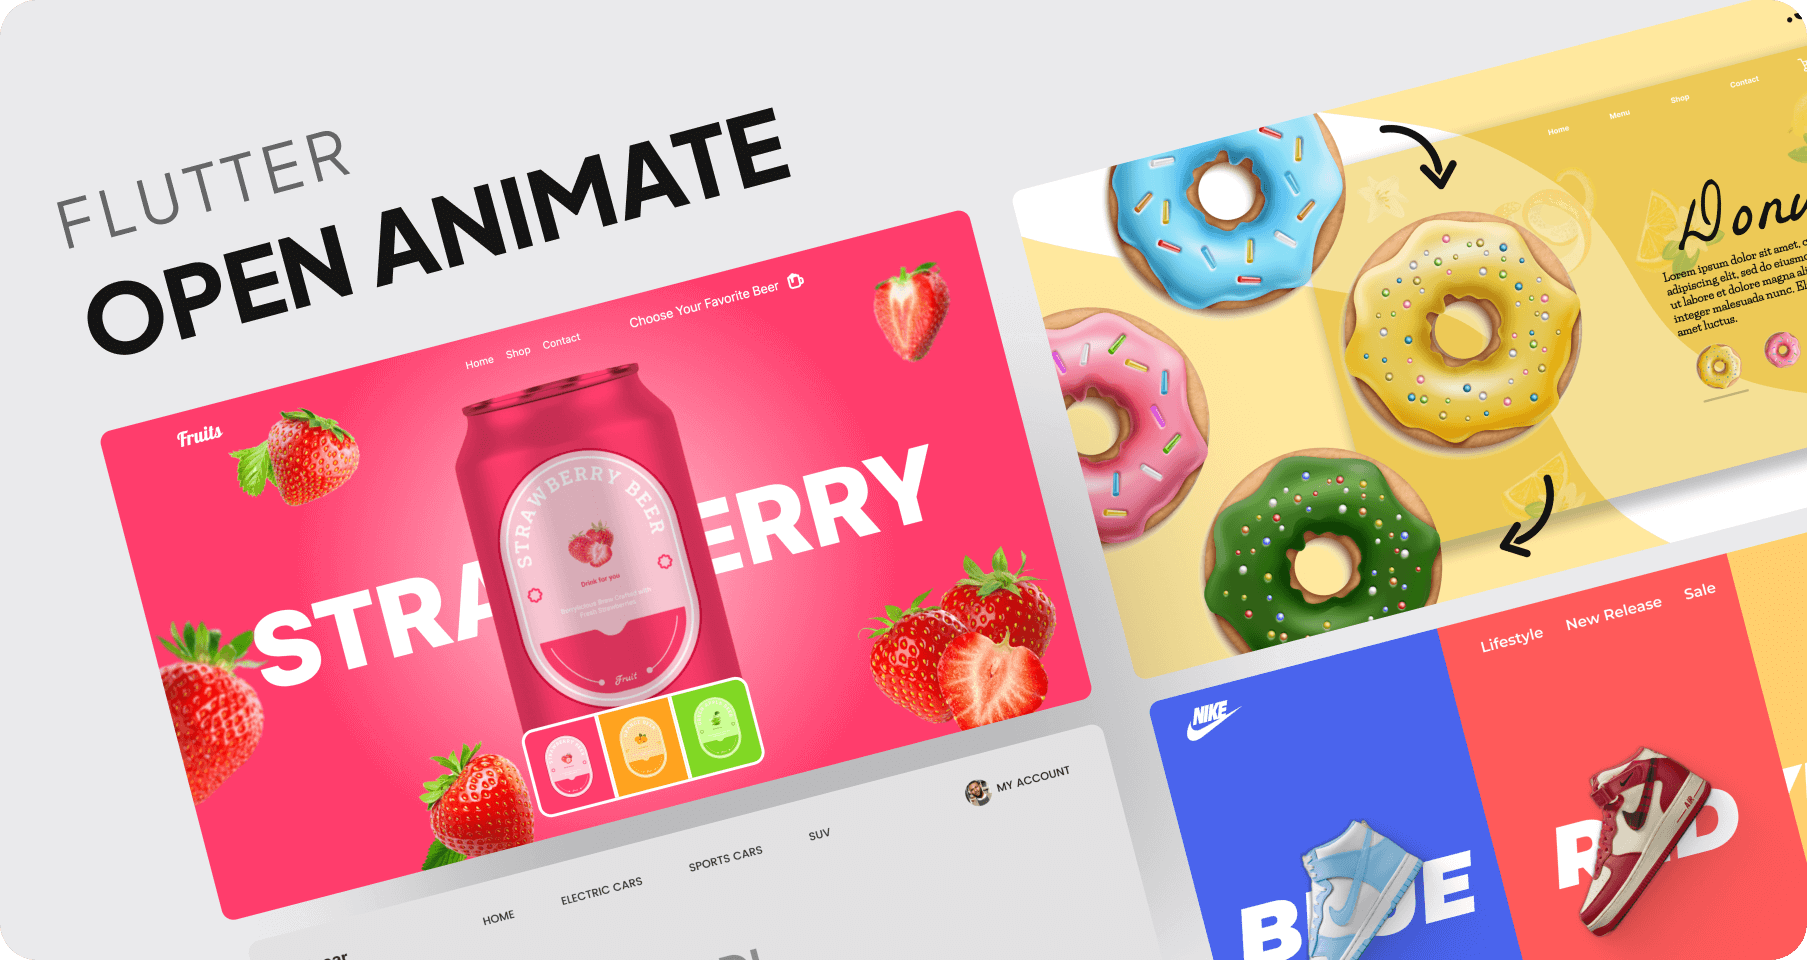 FLUTTER
OPEN ANIMATE
Fruits
Home Shop Contact
Choose Your Favorite Beer
STRA ERRY
STRAWBERRY BEER
Drink for you
Fruit
Home Menu Shop Contact
Donu
Lorem ipsum dolor sit amet, c
adipiscing elit, sed do eiusmo
ut labore et dolore magna ali
integer malesuada nunc. El
amet luctus.
MY ACCOUNT
HOME ELECTRIC CARS SPORTS CARS SUV
NIKE
Lifestyle New Release Sale
BLUE
RED
AIR